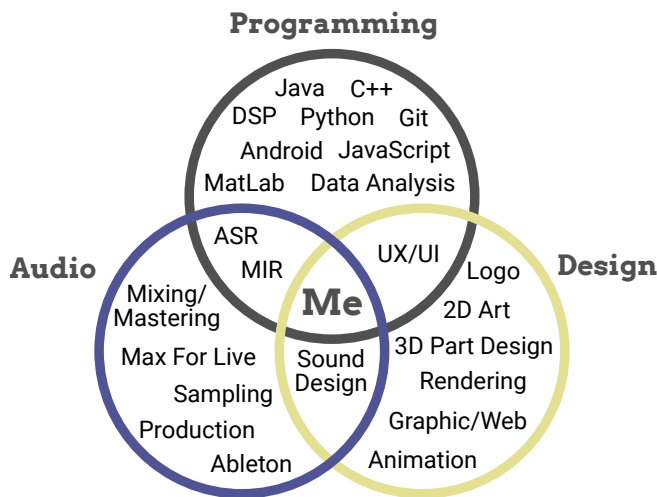 Programming
Java C++
DSP Python Git
Android JavaScript
MatLab Data Analysis
ASR
MIR
UX/UI
Audio
Design
Me
Logo
Mixing/
Mastering
2D Art
Max For Live
Sound
Design
3D Part Design
Sampling
Rendering
Production
Graphic/Web
Ableton
Animation